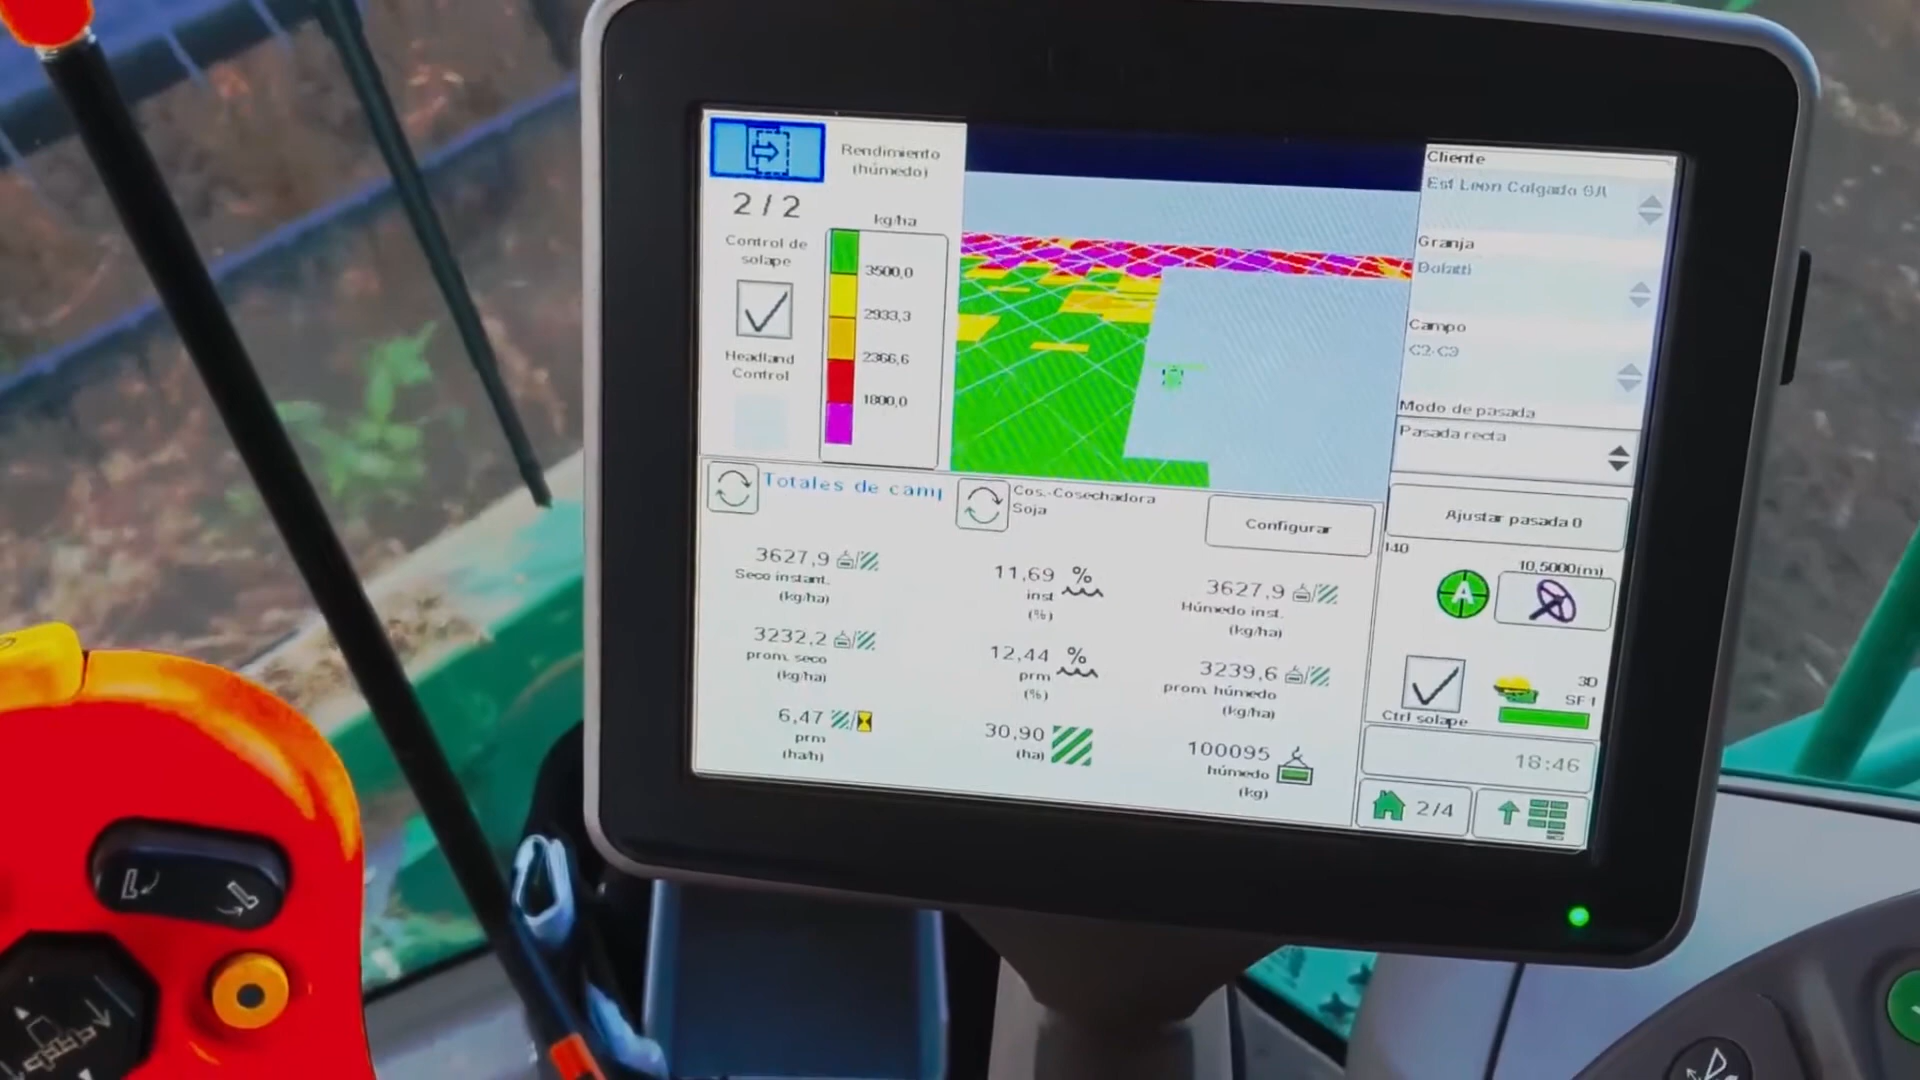 Rendimiento
(húmedo)
2 / 2
Control de
solape
kg/ha
3500,0
2933,3
2366,6
1800,0
Headland
Control
Cliente
Granja
Campo
C2-C3
Modo de pasada
Pasada recta
Ajustar pasada 0
Totales de camp
Cos.-Cosechadora
Soja
Configurar
3627,9
Seco instant.
(kg/ha)
11,69 %
inst
(%)
3627,9
Húmedo inst.
(kg/ha)
3232,2
prom. seco
(kg/ha)
12,44 %
prm
(%)
3239,6
prom. húmedo
(kg/ha)
6,47
prm
(ha/h)
30,90
(ha)
100095
húmedo
(kg)
10,5000(m)
A
3D
SF1
Ctrl solape
18:46
2/4